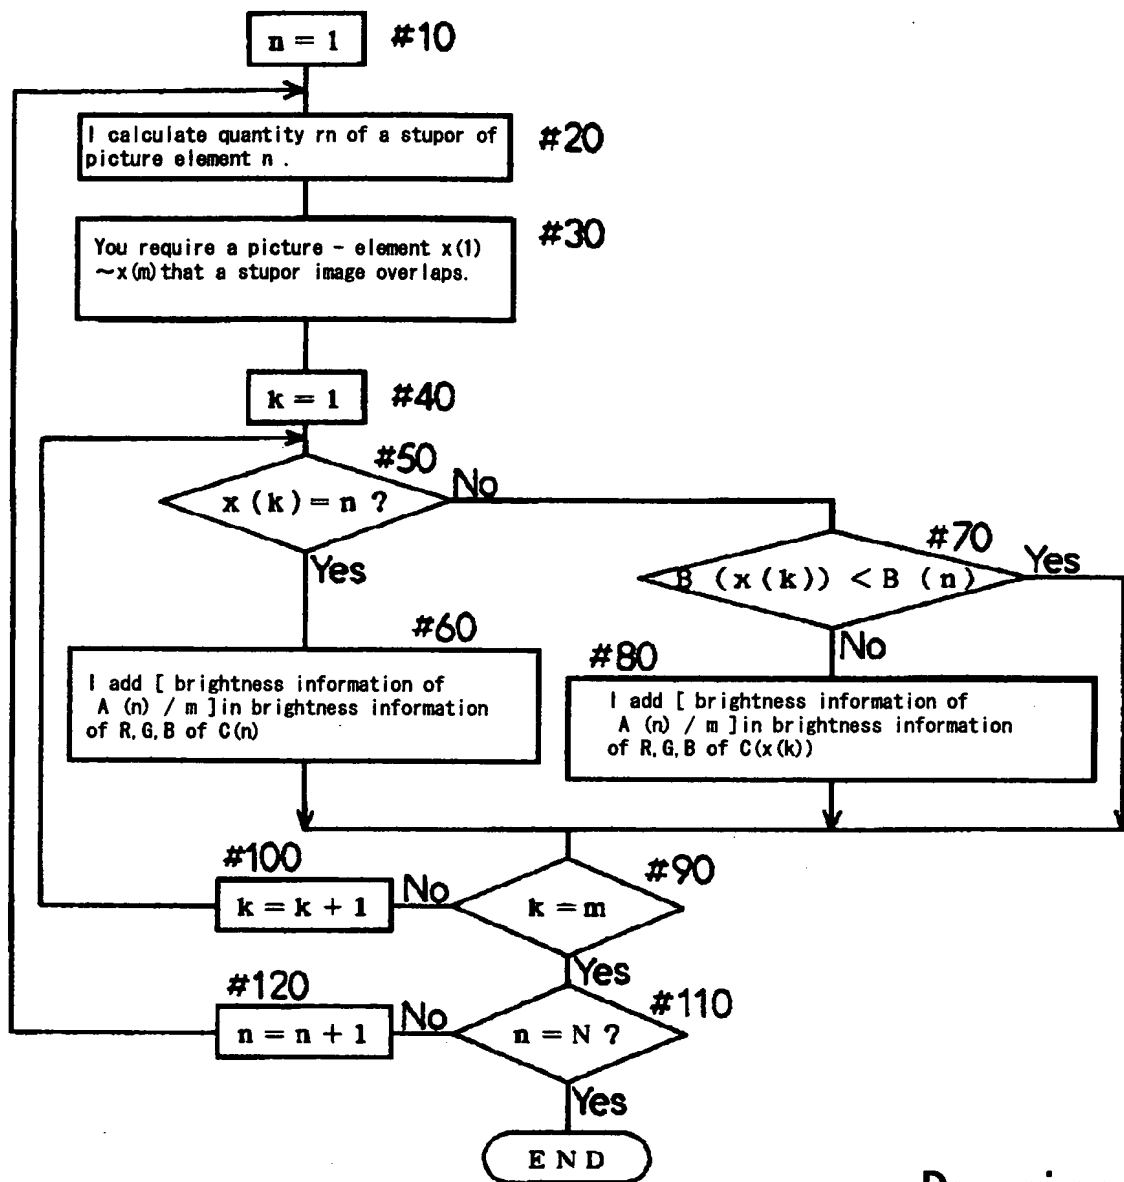 n = 1 #10
I calculate quantity rn of a stupor of
picture element n .
#20
You require a picture - element x(1)
~x(m)that a stupor image overlaps.
#30
k = 1 #40
#50
x (k) = n ?
No
Yes
#70
B (x(k)) < B (n)
Yes
No
#60
I add [ brightness information of
A (n) / m ]in brightness information
of R,G,B of C(n)
#80
I add [ brightness information of
A (n) / m ]in brightness information
of R,G,B of C(x(k))
#90
k = m
No
#100
k = k + 1
Yes
#110
n = N ?
No
#120
n = n + 1
Yes
END